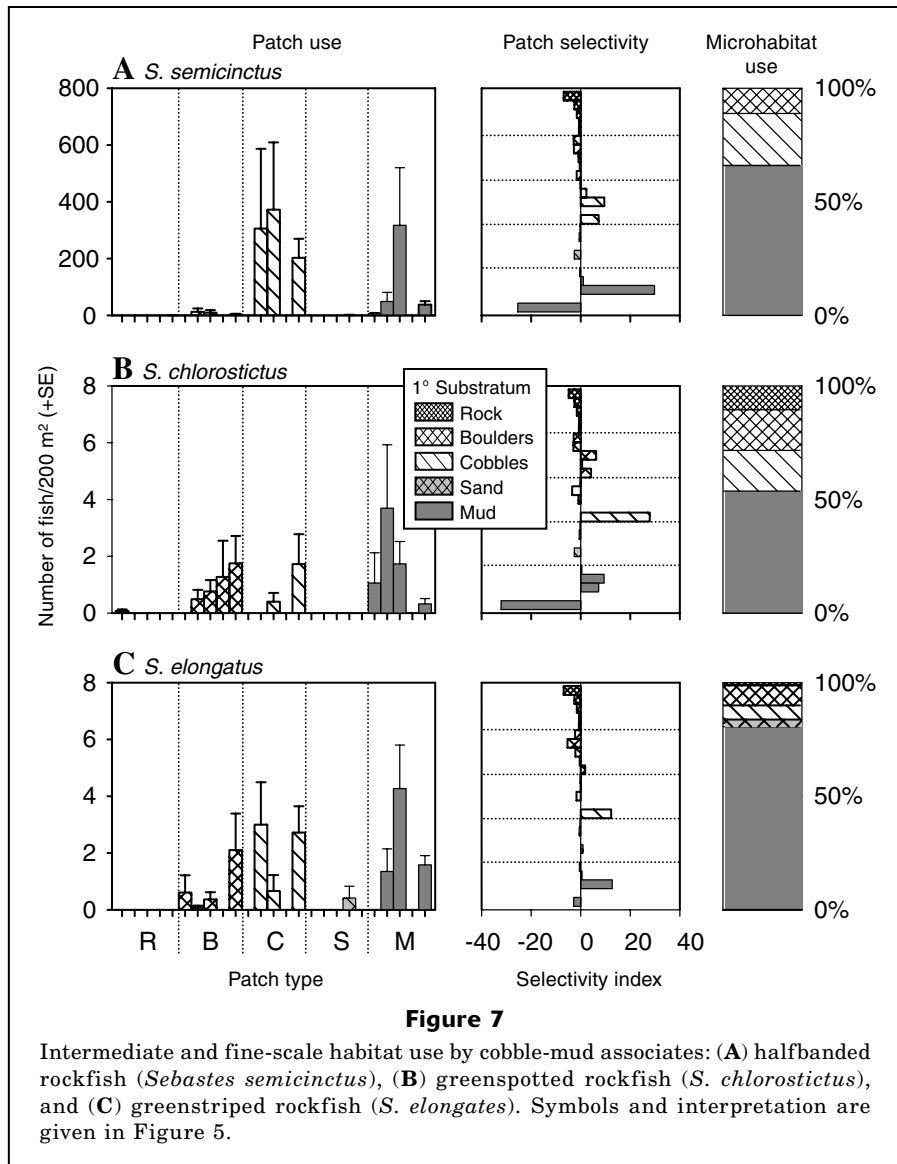 Patch use
Patch selectivity
Microhabitat
use
A S. semicinctus
800
600
400
200
0
100%
50%
0%
B S. chlorostictus
8
6
4
2
0
1° Substratum
Rock
Boulders
Cobbles
Sand
Mud
100%
50%
0%
Number of fish/200 m² (+SE)
C S. elongatus
8
6
4
2
0
100%
50%
0%
R B C S M
-40 -20 0 20 40
Patch type
Selectivity index
Figure 7
Intermediate and fine-scale habitat use by cobble-mud associates: (A) halfbanded
rockfish (Sebastes semicinctus), (B) greenspotted rockfish (S. chlorostictus),
and (C) greenstriped rockfish (S. elongates). Symbols and interpretation are
given in Figure 5.